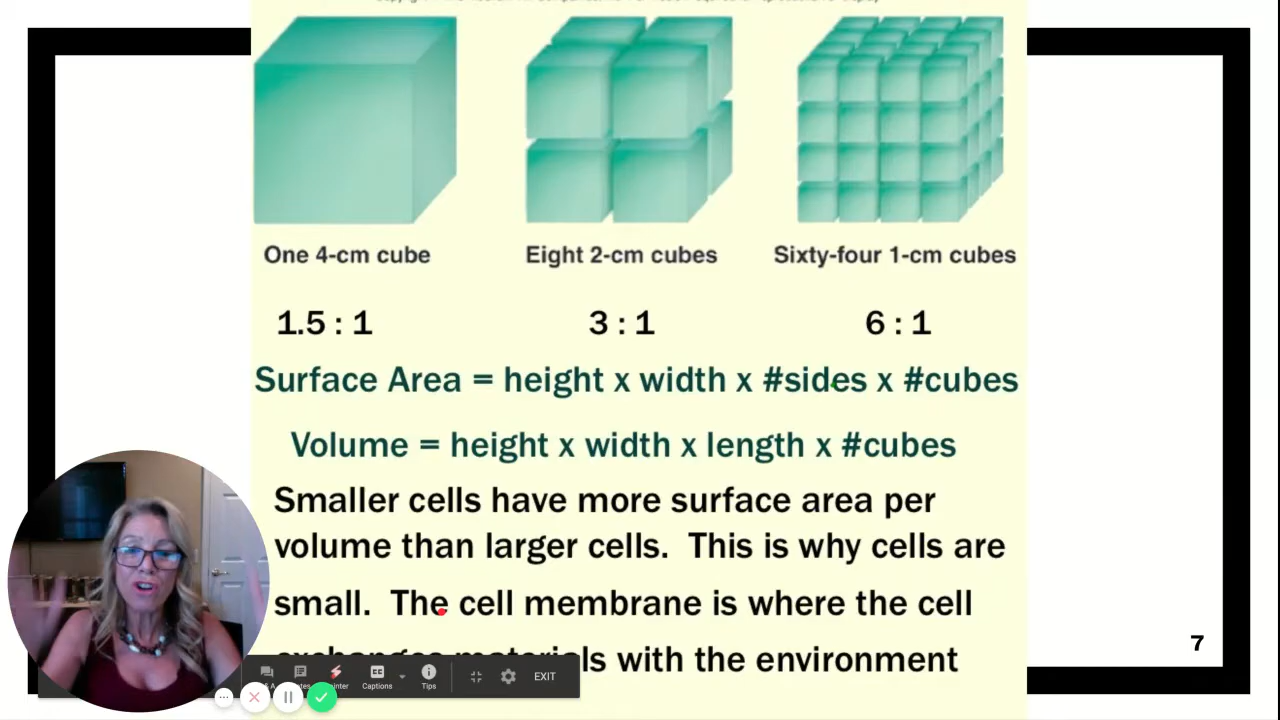 One 4-cm cube
Eight 2-cm cubes
Sixty-four 1-cm cubes
1.5 : 1
3 : 1
6 : 1
Surface Area = height x width x #sides x #cubes
Volume = height x width x length x #cubes
Smaller cells have more surface area per
volume than larger cells. This is why cells are
small. The cell membrane is where the cell
exchanges materials with the environment
7
Captions
Tips
EXIT